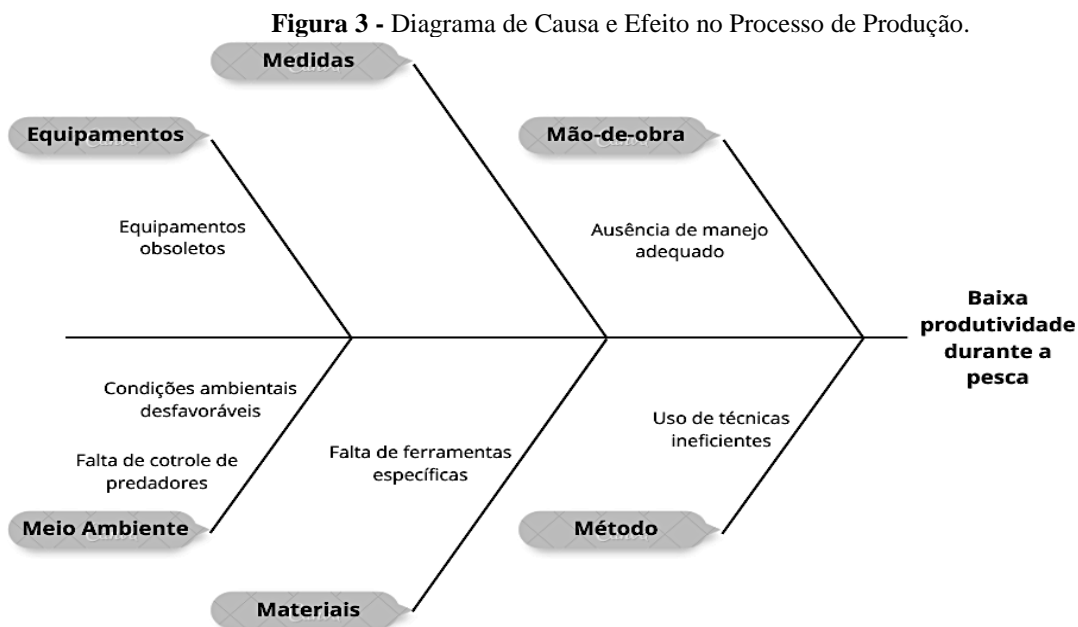 Figura 3 - Diagrama de Causa e Efeito no Processo de Produção.
Medidas
Equipamentos
Mão-de-obra
Equipamentos
obsoletos
Ausência de manejo
adequado
Baixa
produtividade
durante a
pesca
Condições ambientais
desfavoráveis
Falta de cotrole de
predadores
Falta de ferramentas
específicas
Uso de técnicas
ineficientes
Meio Ambiente
Método
Materiais